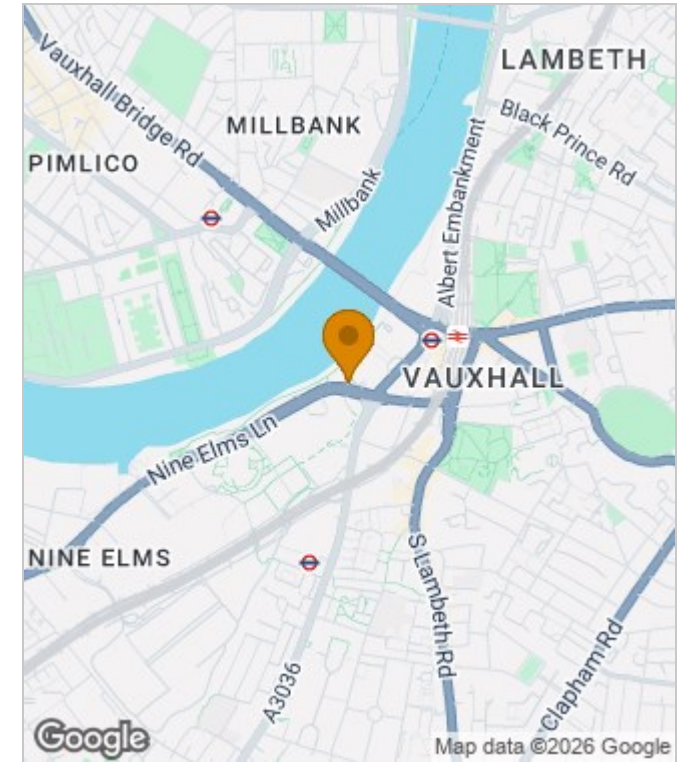 LAMBETH
Vauxhall Bridge Rd
Black Prince Rd
MILLBANK
PIMLICO
Millbank
Albert Embankment
VAUXHALL
Nine Elms Ln
NINE ELMS
S Lambeth Rd
A3036
Clapham Rd
Google
Map data ©2026 Google